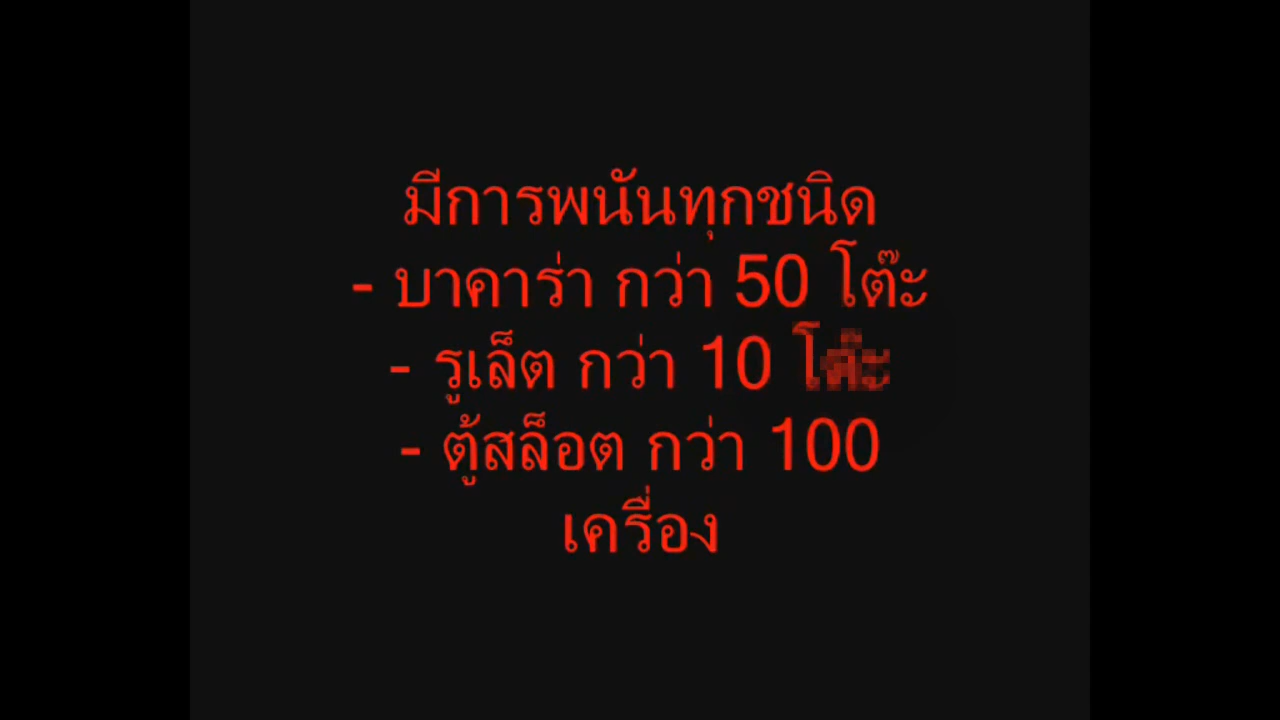 มีการพนันทุกชนิด
- บาคาร่า กว่า 50 โต๊ะ
- รูเล็ต กว่า 10
- ตู้สล็อต กว่า 100
เครื่อง